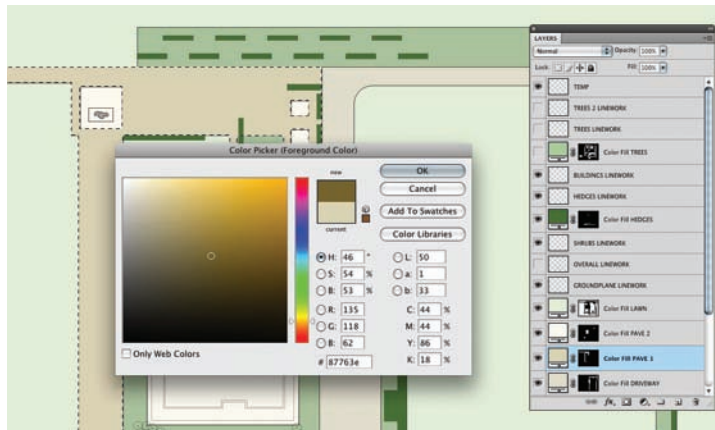 LAYERS
Normal Opacity: 100%
Lock: Fill: 100%
TEMP
TREES 2 LINEWORK
TREES LINEWORK
Color Fill TREES
BUILDINGS LINEWORK
HEDGES LINEWORK
Color Fill HEDGES
SHRUBS LINEWORK
OVERALL LINEWORK
GROUNDPLANE LINEWORK
Color Fill LAWN
Color Fill PAVE 2
Color Fill PAVE 1
Color Fill DRIVEWAY
fx
Color Picker (Foreground Color)
new
current
OK
Cancel
Add To Swatches
Color Libraries
H: 46 ° L: 50
S: 54 % a: 1
B: 53 % b: 33
R: 135 C: 44 %
G: 118 M: 44 %
B: 62 Y: 86 %
# 87763e K: 18 %
Only Web Colors